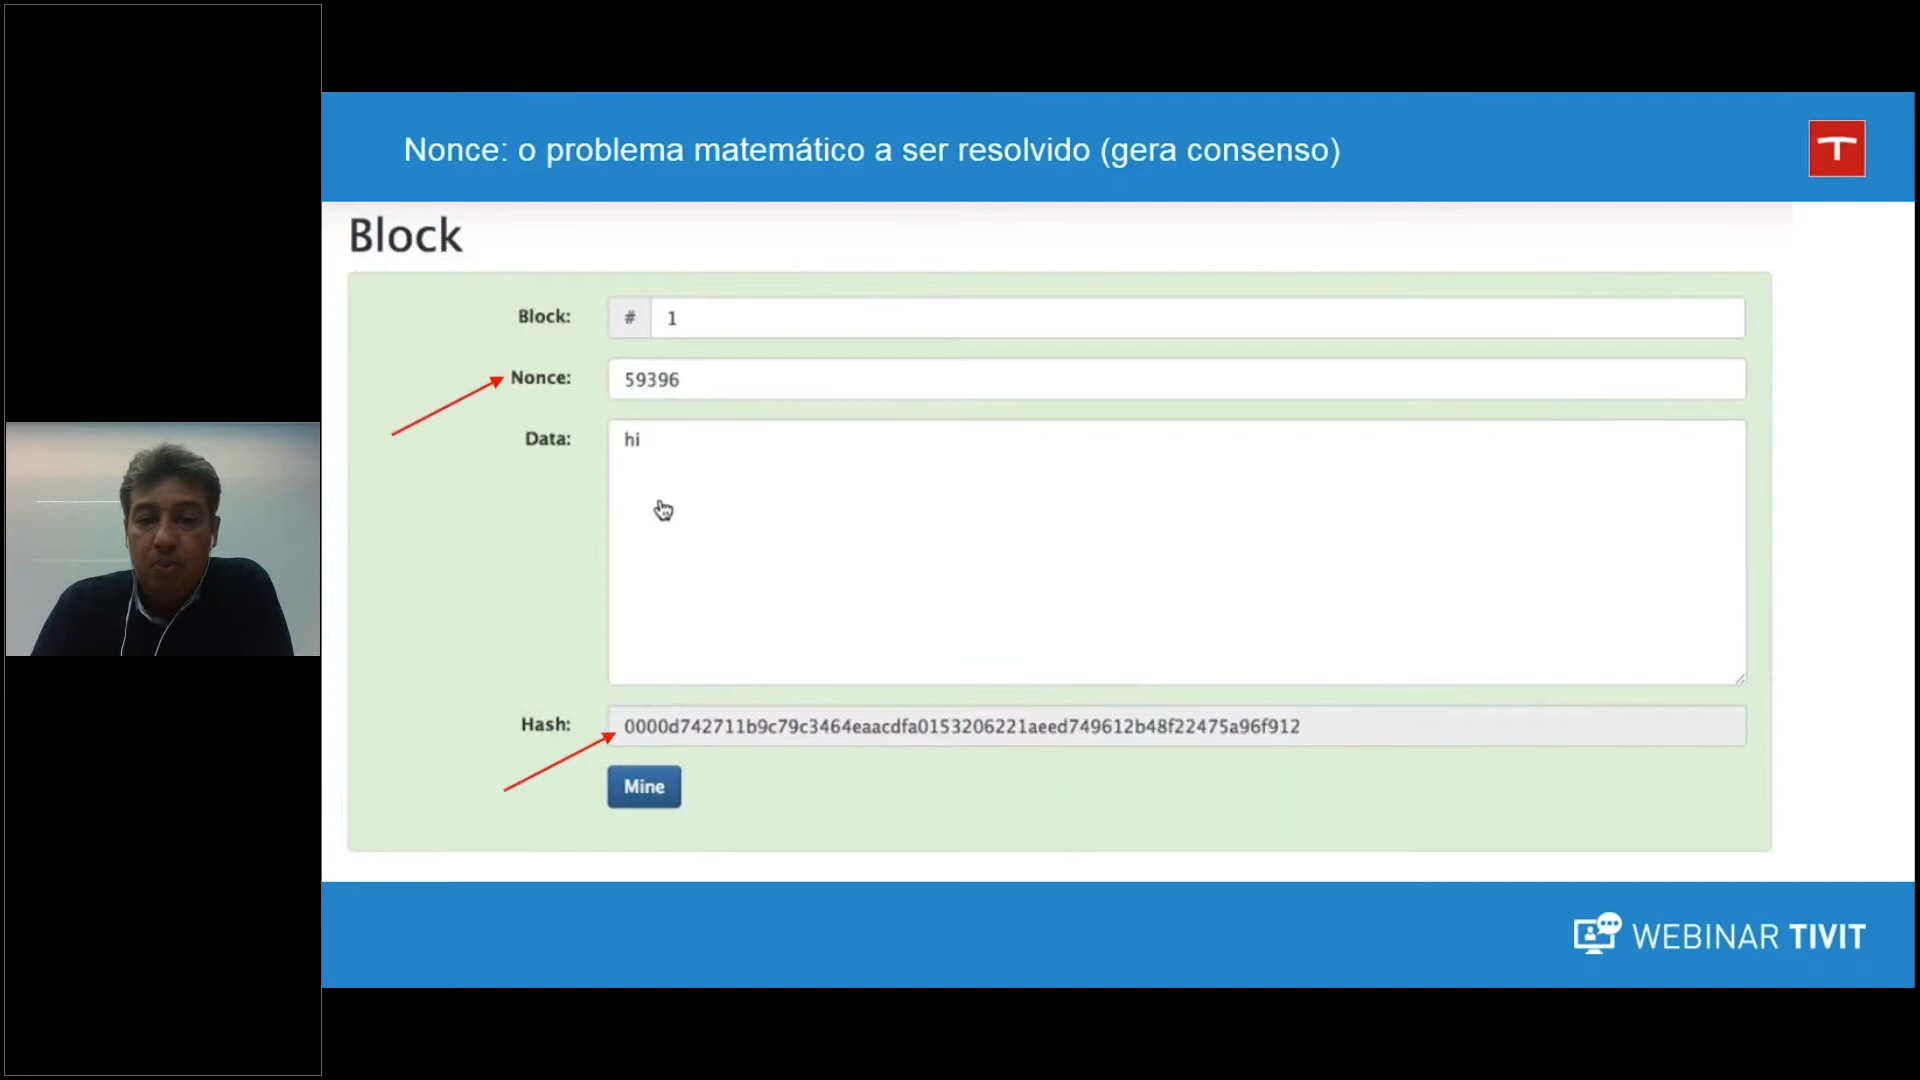 Nonce: o problema matemático a ser resolvido (gera consenso)
Block
Block: # 1
Nonce: 59396
Data: hi
Hash: 0000d742711b9c79c3464eaacdfa0153206221aeed749612b48f22475a96f912
Mine
WEBINAR TIVIT